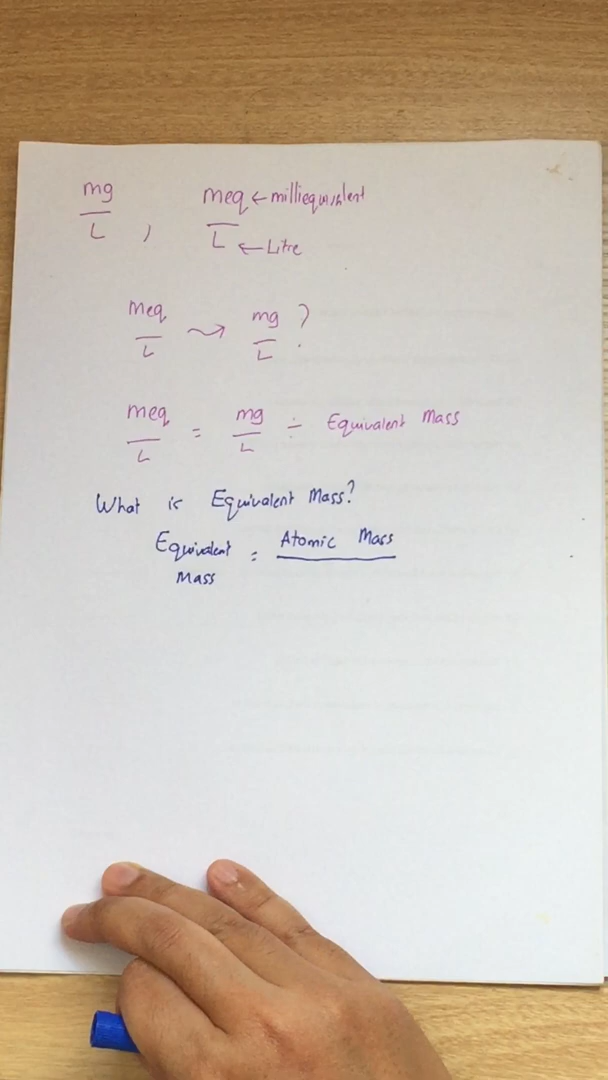 mg/L , meq/L ← milliequivalent
← Litre
meq/L ⇝ mg/L ?
meq/L = mg/L ÷ Equivalent Mass
What is Equivalent Mass?
Equivalent Mass = Atomic Mass